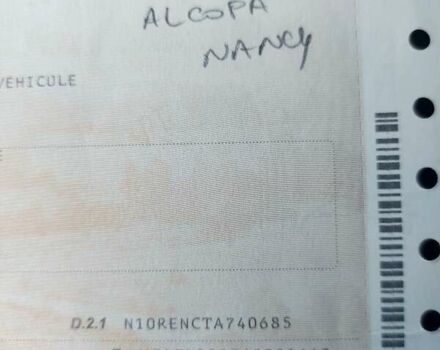 ALCOPA
NANCY
VEHICULE
D.2.1 N10RENCTA740685